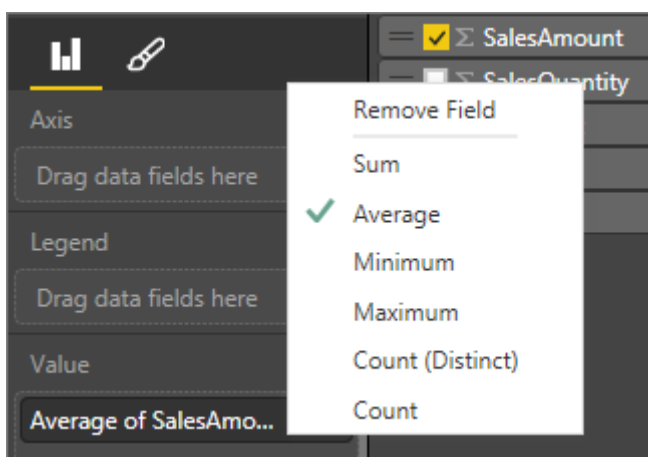 Axis
Drag data fields here
Legend
Drag data fields here
Value
Average of SalesAmo...
Σ SalesAmount
Σ SalesQuantity
Remove Field
Sum
Average
Minimum
Maximum
Count (Distinct)
Count